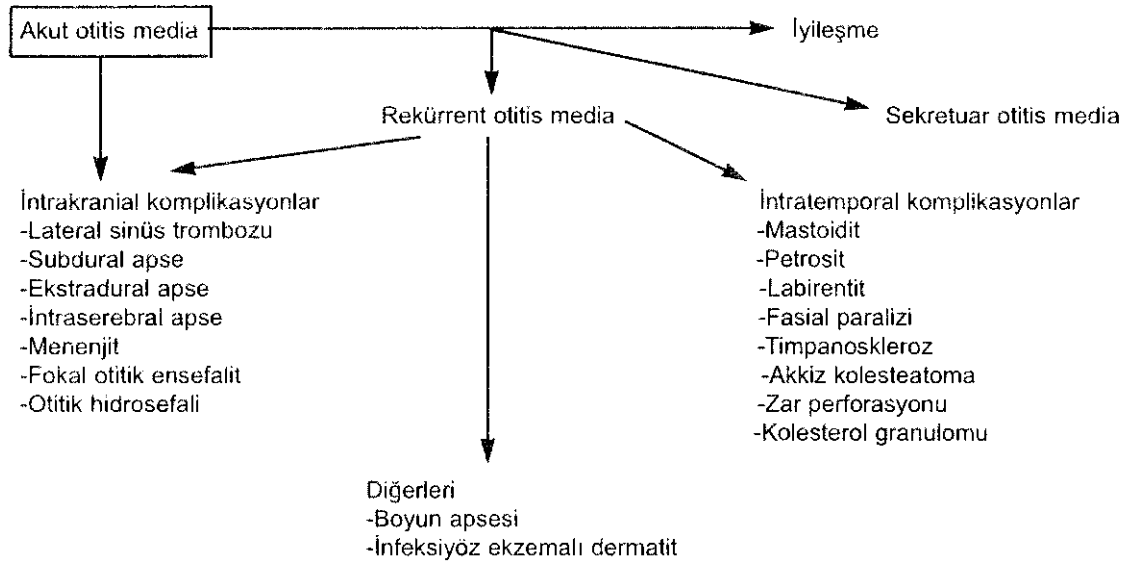 Akut otitis media
İyileşme
Rekürrent otitis media
Sekretuar otitis media
İntrakranial komplikasyonlar
-Lateral sinüs trombozu
-Subdural apse
-Ekstradural apse
-İntraserebral apse
-Menenjit
-Fokal otitik ensefalit
-Otitik hidrosefali
İntratemporal komplikasyonlar
-Mastoidit
-Petrosit
-Labirentit
-Fasial paralizi
-Timpanoskleroz
-Akkiz kolesteatoma
-Zar perforasyonu
-Kolesterol granulomu
Diğerleri
-Boyun apsesi
-İnfeksiyöz ekzemalı dermatit